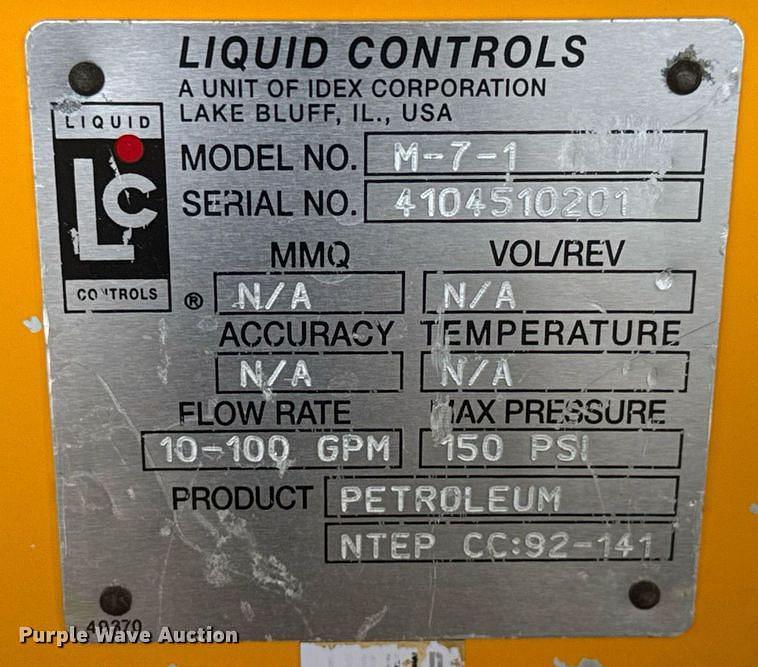 LIQUID CONTROLS
A UNIT OF IDEX CORPORATION
LAKE BLUFF, IL., USA
LIQUID
LC
CONTROLS
®
MODEL NO. M-7-1
SERIAL NO. 4104510201
MMQ VOL/REV
N/A N/A
ACCURACY TEMPERATURE
N/A N/A
FLOW RATE MAX PRESSURE
10-100 GPM 150 PSI
PRODUCT PETROLEUM
NTEP CC:92-141
49370
Purple Wave Auction